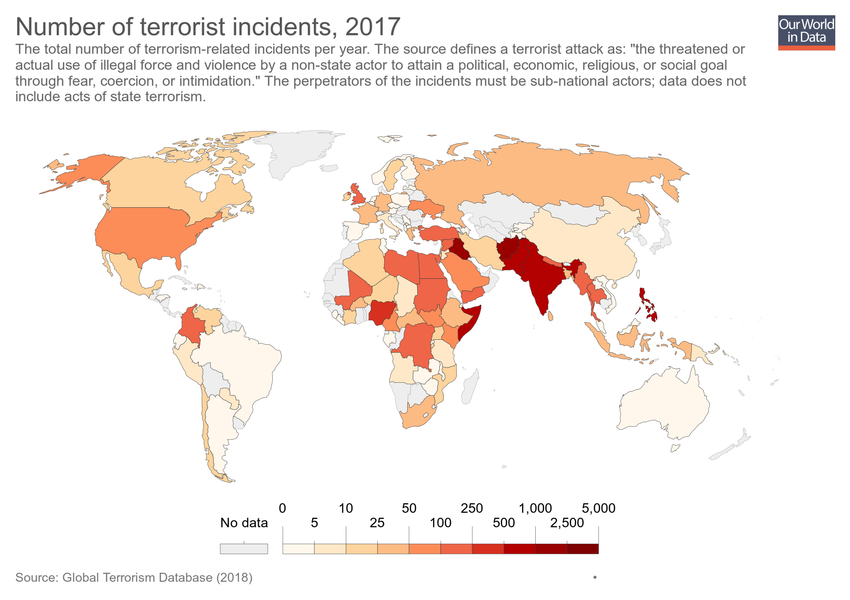 Number of terrorist incidents, 2017
Our World
in Data
The total number of terrorism-related incidents per year. The source defines a terrorist attack as: "the threatened or
actual use of illegal force and violence by a non-state actor to attain a political, economic, religious, or social goal
through fear, coercion, or intimidation." The perpetrators of the incidents must be sub-national actors; data does not
include acts of state terrorism.
0 10 50 250 1,000 5,000
No data 5 25 100 500 2,500
Source: Global Terrorism Database (2018)